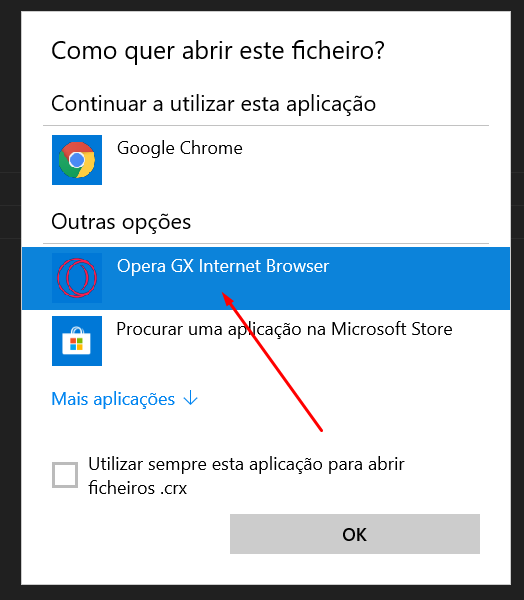 Como quer abrir este ficheiro?
Continuar a utilizar esta aplicação
Google Chrome
Outras opções
Opera GX Internet Browser
Procurar uma aplicação na Microsoft Store
Mais aplicações
Utilizar sempre esta aplicação para abrir
ficheiros .crx
OK